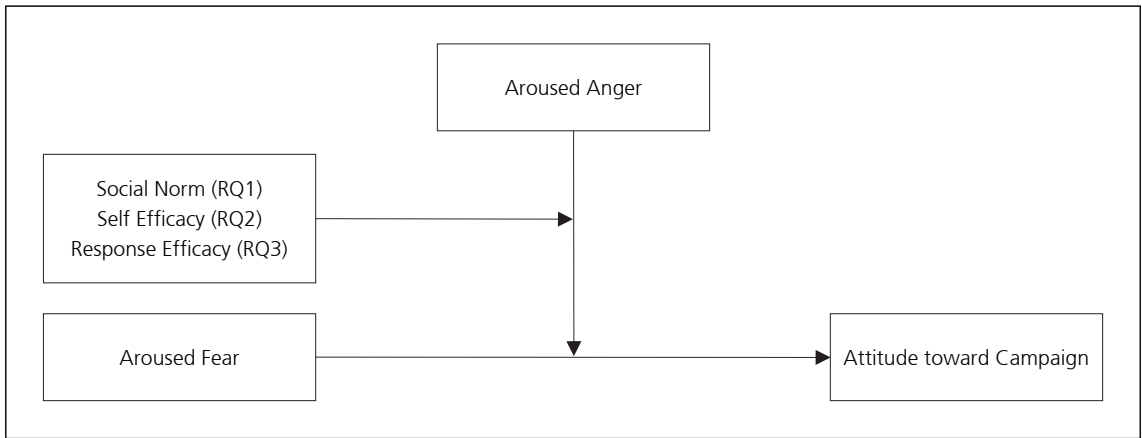 Aroused Anger
Social Norm (RQ1)
Self Efficacy (RQ2)
Response Efficacy (RQ3)
Aroused Fear
Attitude toward Campaign